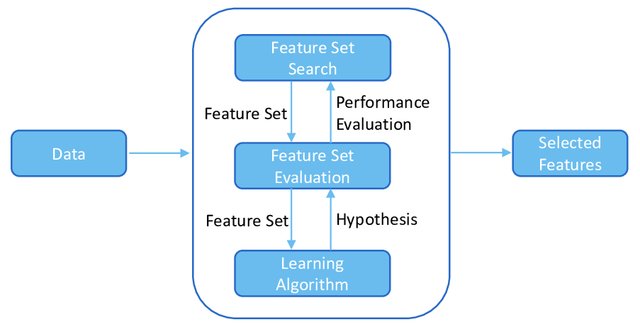 Feature Set
Search
Feature Set
Performance
Evaluation
Data
Feature Set
Evaluation
Selected
Features
Feature Set
Hypothesis
Learning
Algorithm